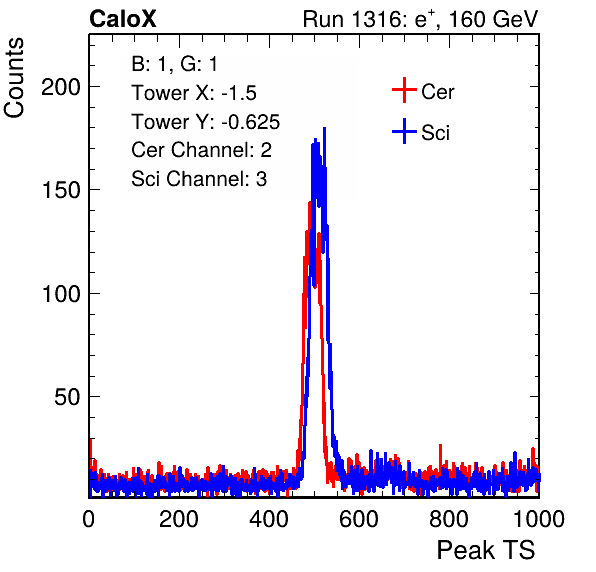 CaloX Run 1316: e⁺, 160 GeV
Counts
B: 1, G: 1
Tower X: -1.5
Tower Y: -0.625
Cer Channel: 2
Sci Channel: 3
Cer
Sci
200
150
100
50
0 200 400 600 800 1000
Peak TS